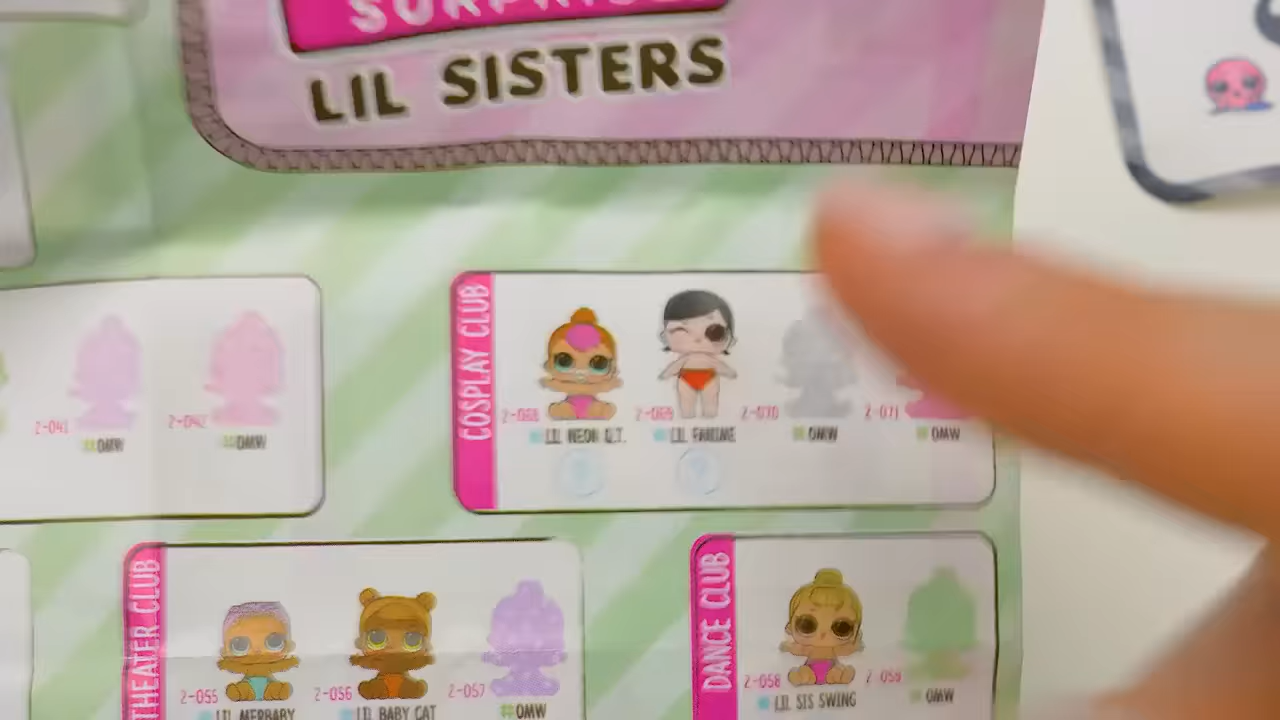 SURPRISE
LIL SISTERS
COSPLAY CLUB
2-041
#OMW
2-042
#OMW
2-068
LIL NEON Q.T.
2-069
LIL FANIME
2-070
#OMW
2-071
#OMW
THEATER CLUB
2-055
LIL MERBABY
2-056
LIL BABY CAT
2-057
#OMW
DANCE CLUB
2-058
LIL SIS SWING
2-059
#OMW